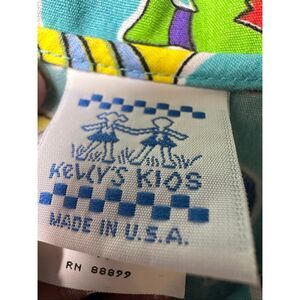 KELLY'S KIDS
MADE IN U.S.A.
RN 88899